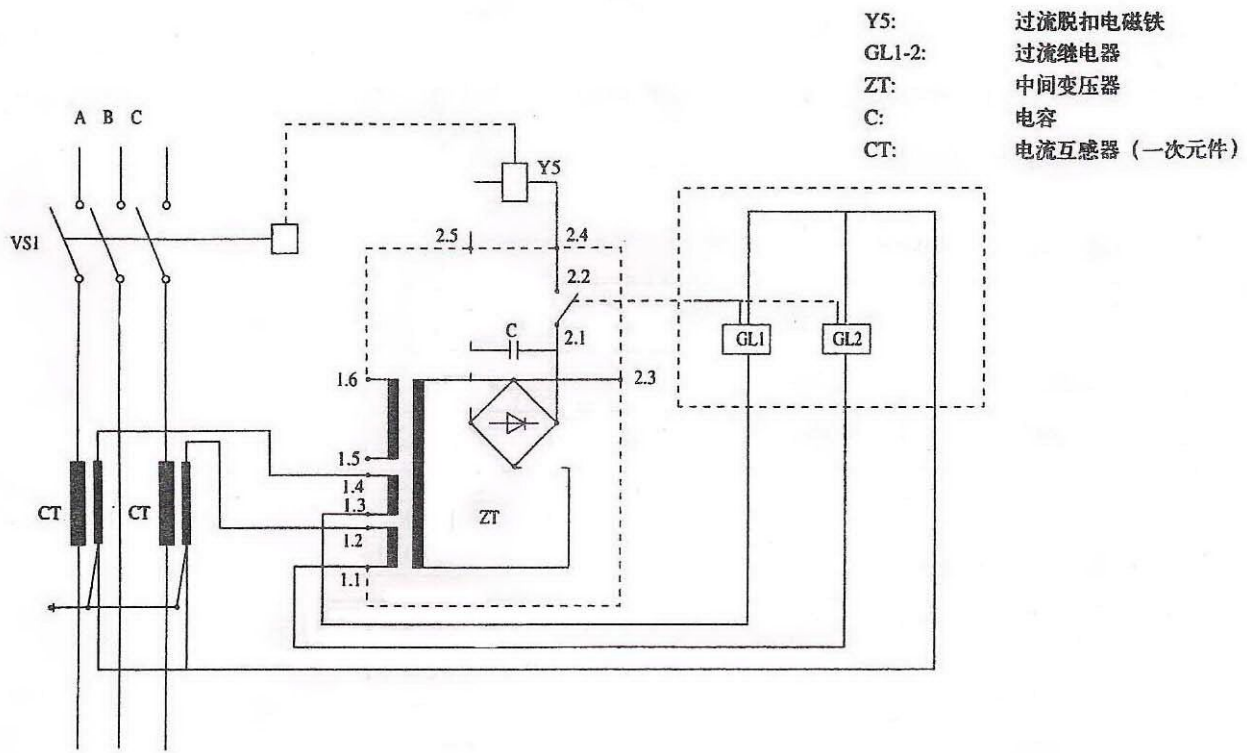 Y5: 过流脱扣电磁铁
GL1-2: 过流继电器
ZT: 中间变压器
C: 电容
CT: 电流互感器（一次元件）
A B C
Y5
VS1
2.5
2.4
2.2
C
2.1
GL1
GL2
1.6
2.3
1.5
1.4
CT
CT
1.3
ZT
1.2
1.1